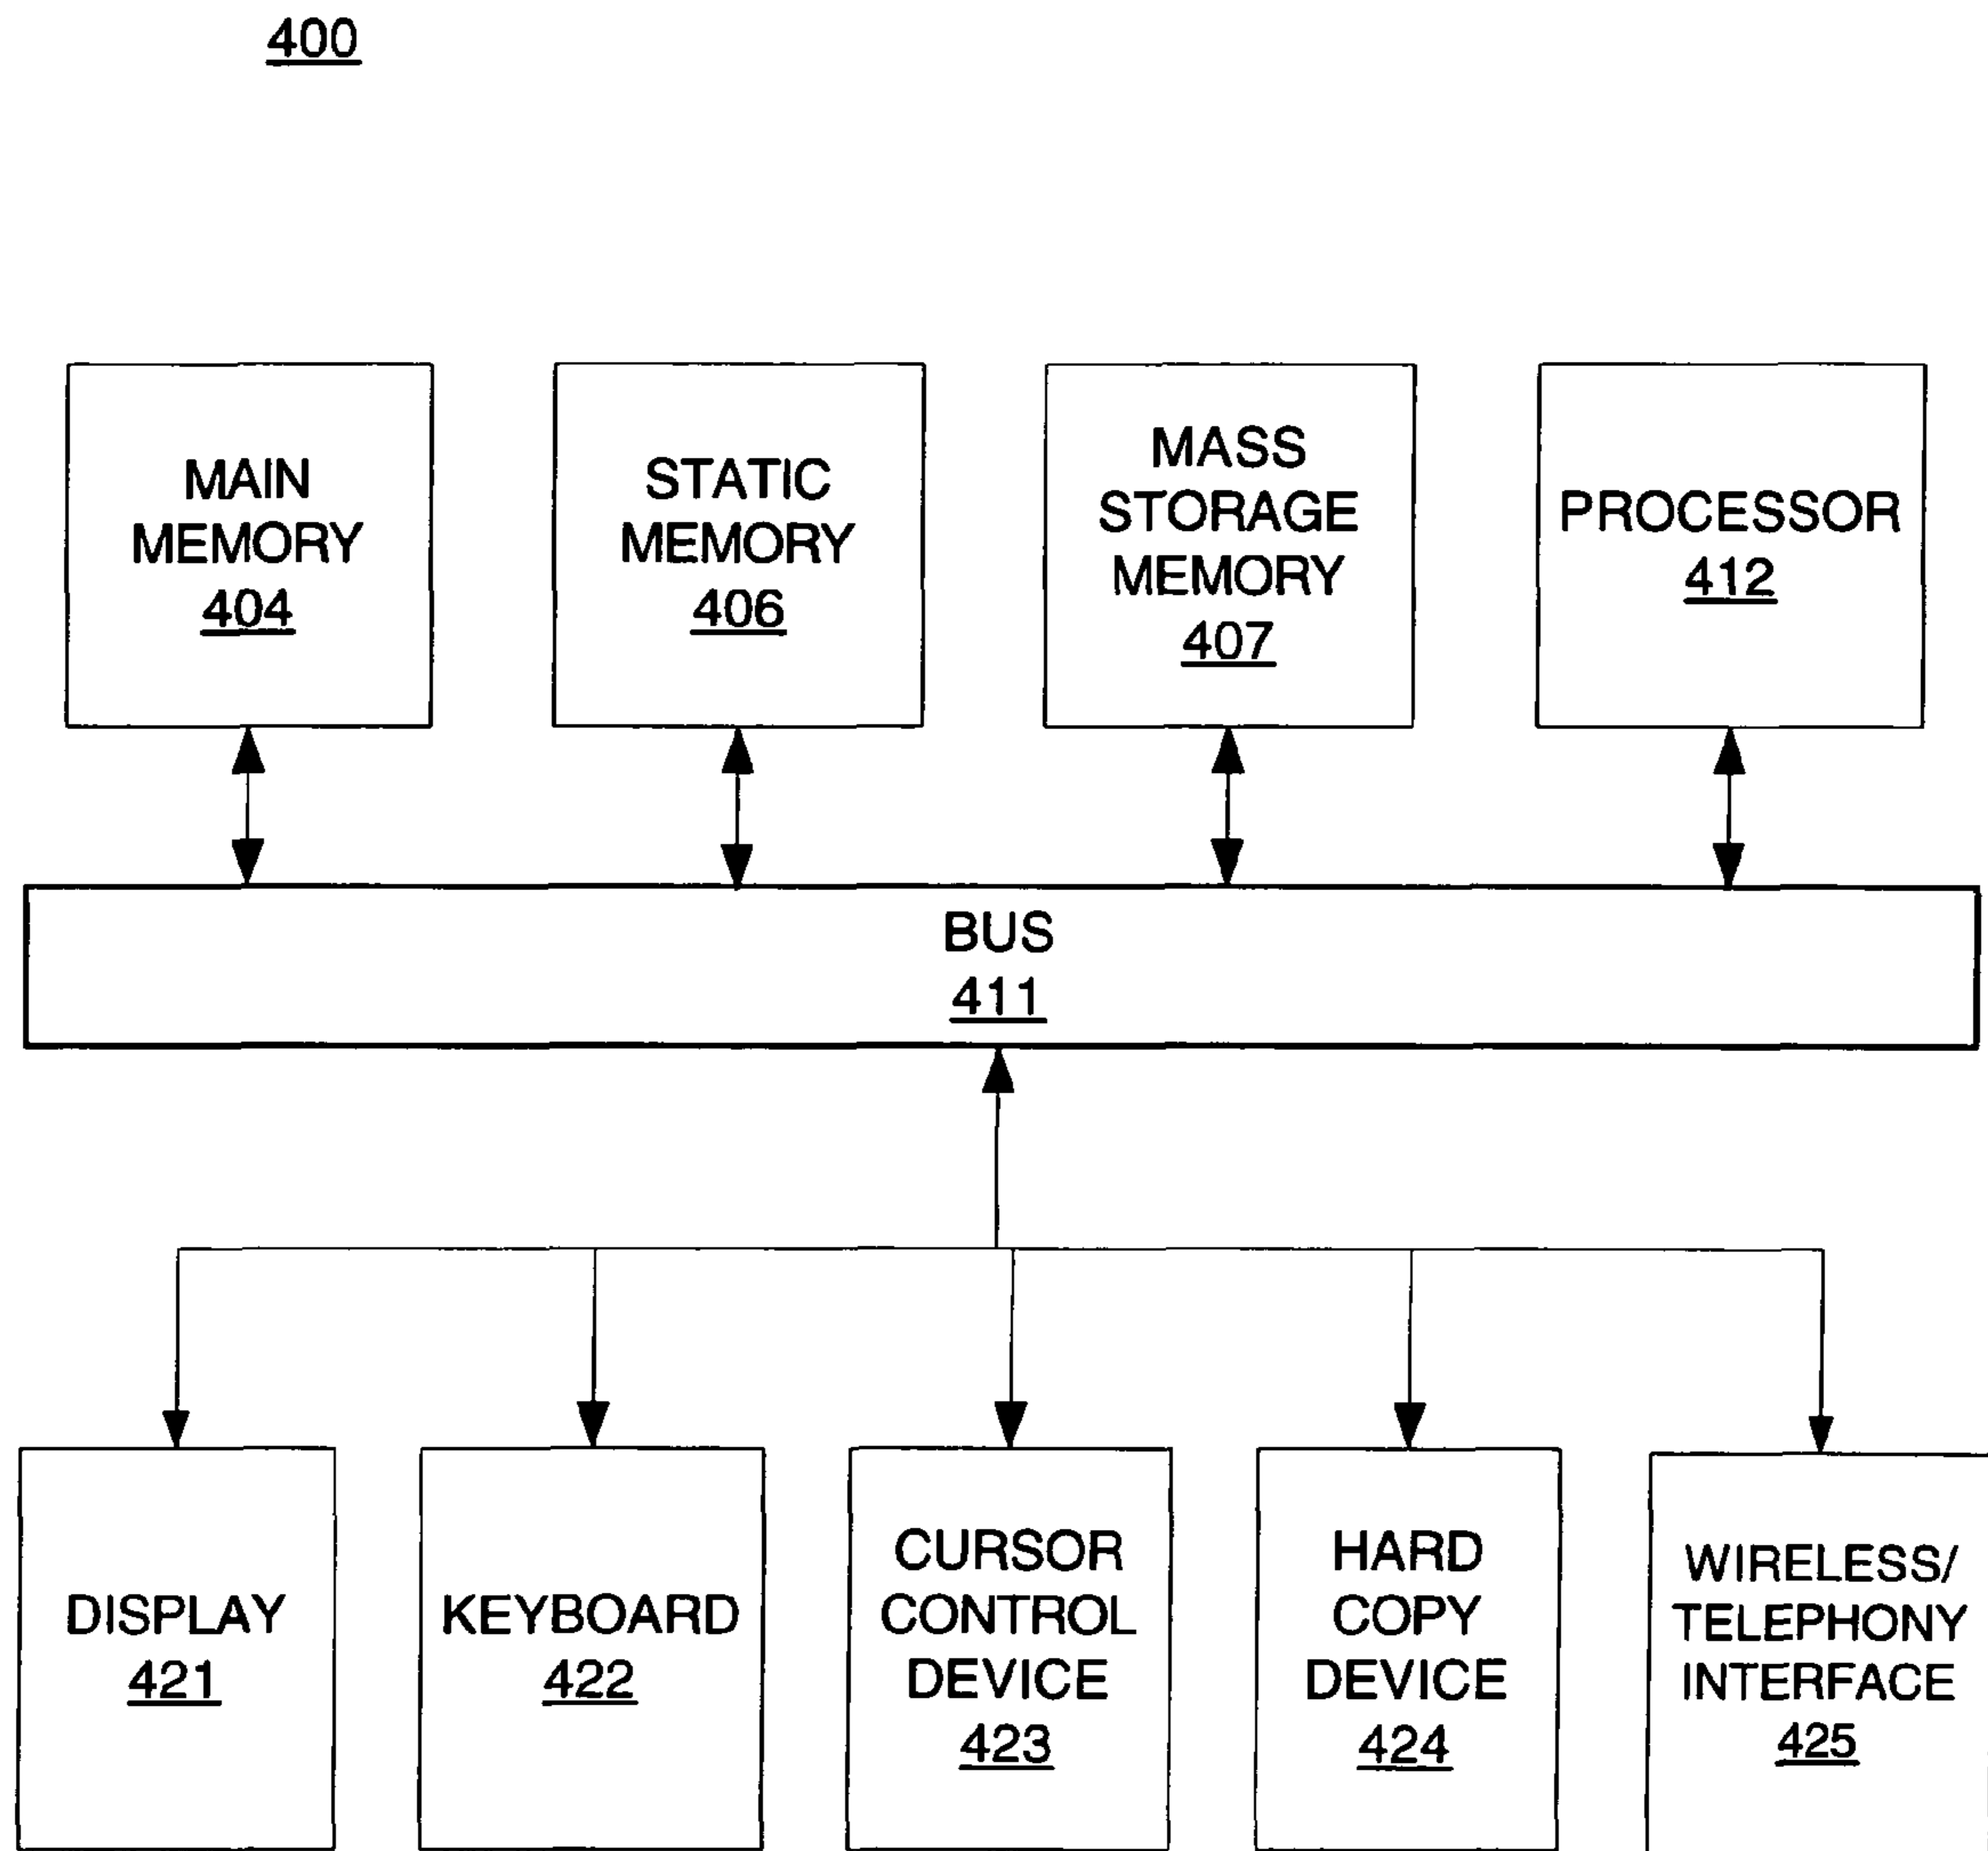 400
MAIN
MEMORY
404
STATIC
MEMORY
406
MASS
STORAGE
MEMORY
407
PROCESSOR
412
BUS
411
DISPLAY
421
KEYBOARD
422
CURSOR
CONTROL
DEVICE
423
HARD
COPY
DEVICE
424
WIRELESS/
TELEPHONY
INTERFACE
425